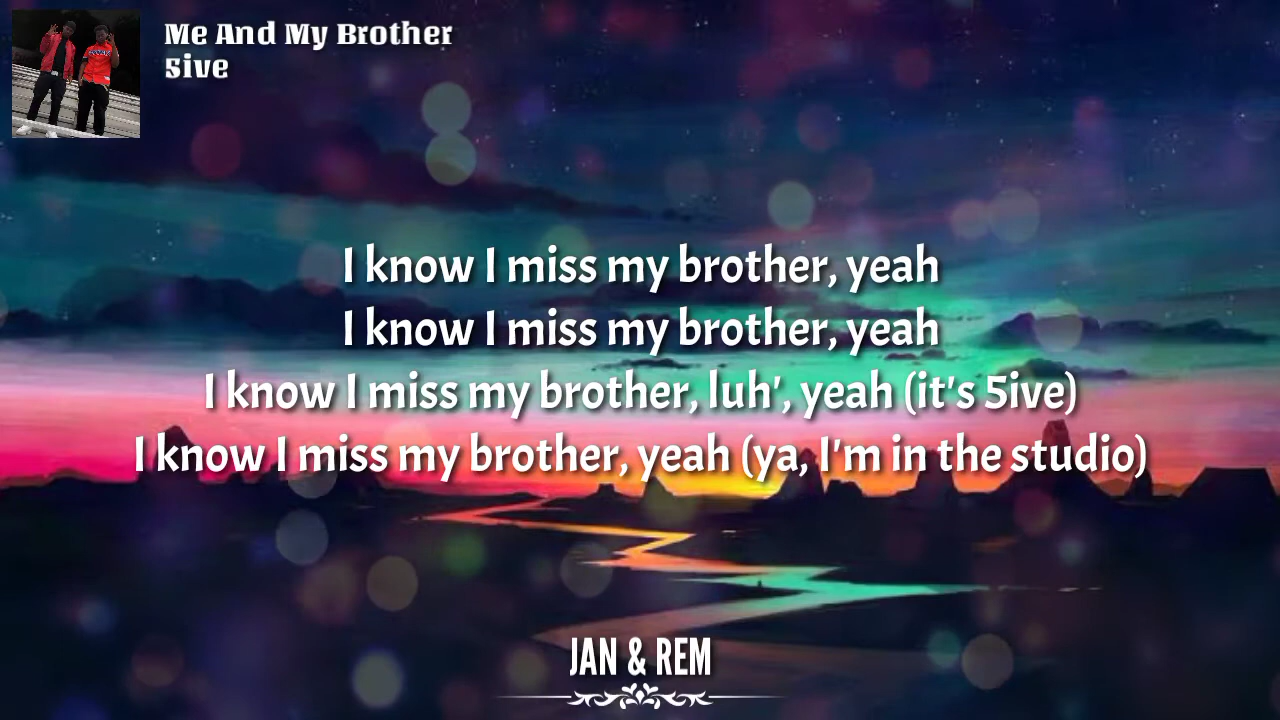 Me And My Brother
5ive
I know I miss my brother, yeah
I know I miss my brother, yeah
I know I miss my brother, luh', yeah (it's 5ive)
I know I miss my brother, yeah (ya, I'm in the studio)
JAN & REM